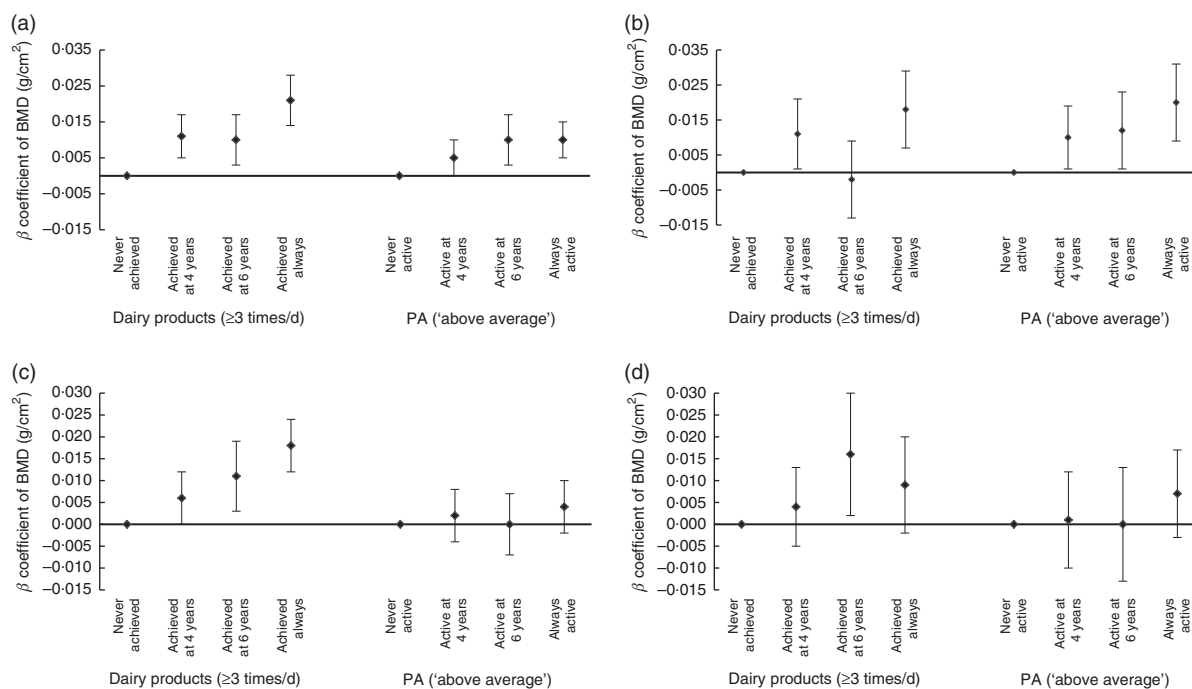 (a)
β coefficient of BMD (g/cm²)
0·035
0·025
0·015
0·005
–0·005
–0·015
Never
achieved
Achieved
at 4 years
Achieved
at 6 years
Achieved
always
Never
active
Active at
4 years
Active at
6 years
Always
active
Dairy products (≥3 times/d)
PA (‘above average’)
(b)
β coefficient of BMD (g/cm²)
0·035
0·025
0·015
0·005
–0·005
–0·015
Never
achieved
Achieved
at 4 years
Achieved
at 6 years
Achieved
always
Never
active
Active at
4 years
Active at
6 years
Always
active
Dairy products (≥3 times/d)
PA (‘above average’)
(c)
β coefficient of BMD (g/cm²)
0·030
0·025
0·020
0·015
0·010
0·005
0·000
–0·005
–0·010
–0·015
Never
achieved
Achieved
at 4 years
Achieved
at 6 years
Achieved
always
Never
active
Active at
4 years
Active at
6 years
Always
active
Dairy products (≥3 times/d)
PA (‘above average’)
(d)
β coefficient of BMD (g/cm²)
0·030
0·025
0·020
0·015
0·010
0·005
0·000
–0·005
–0·010
–0·015
Never
achieved
Achieved
at 4 years
Achieved
at 6 years
Achieved
always
Never
active
Active at
4 years
Active at
6 years
Always
active
Dairy products (≥3 times/d)
PA (‘above average’)